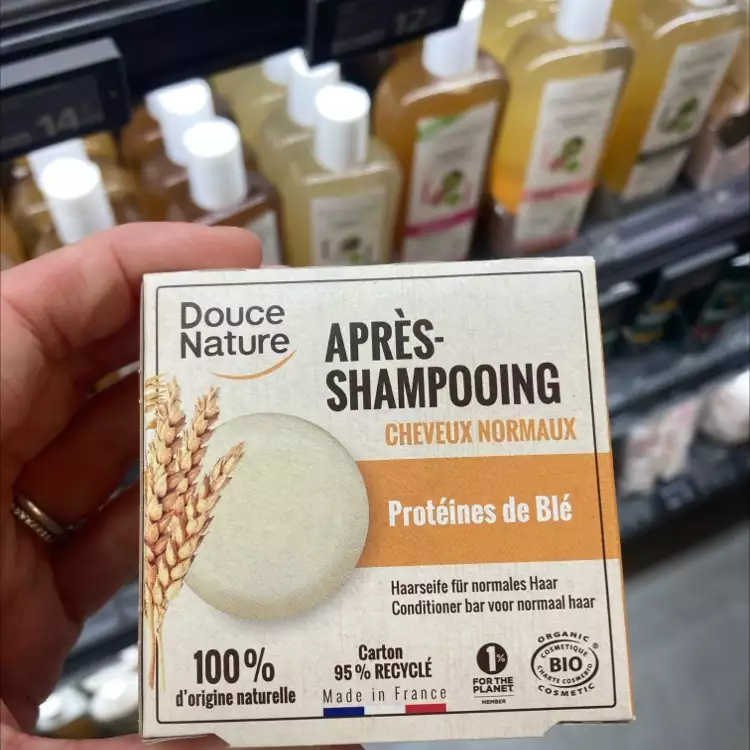 14
12
Douce
Nature
APRÈS-
SHAMPOOING
CHEVEUX NORMAUX
Protéines de Blé
Haarseife für normales Haar
Conditioner bar voor normaal haar
100%
d'origine naturelle
Carton
95% RECYCLÉ
Made in France
1%
FOR THE
PLANET
MEMBER
ORGANIC
COSMETIQUE
BIO
CHARTE COSMEBIO
COSMETIC